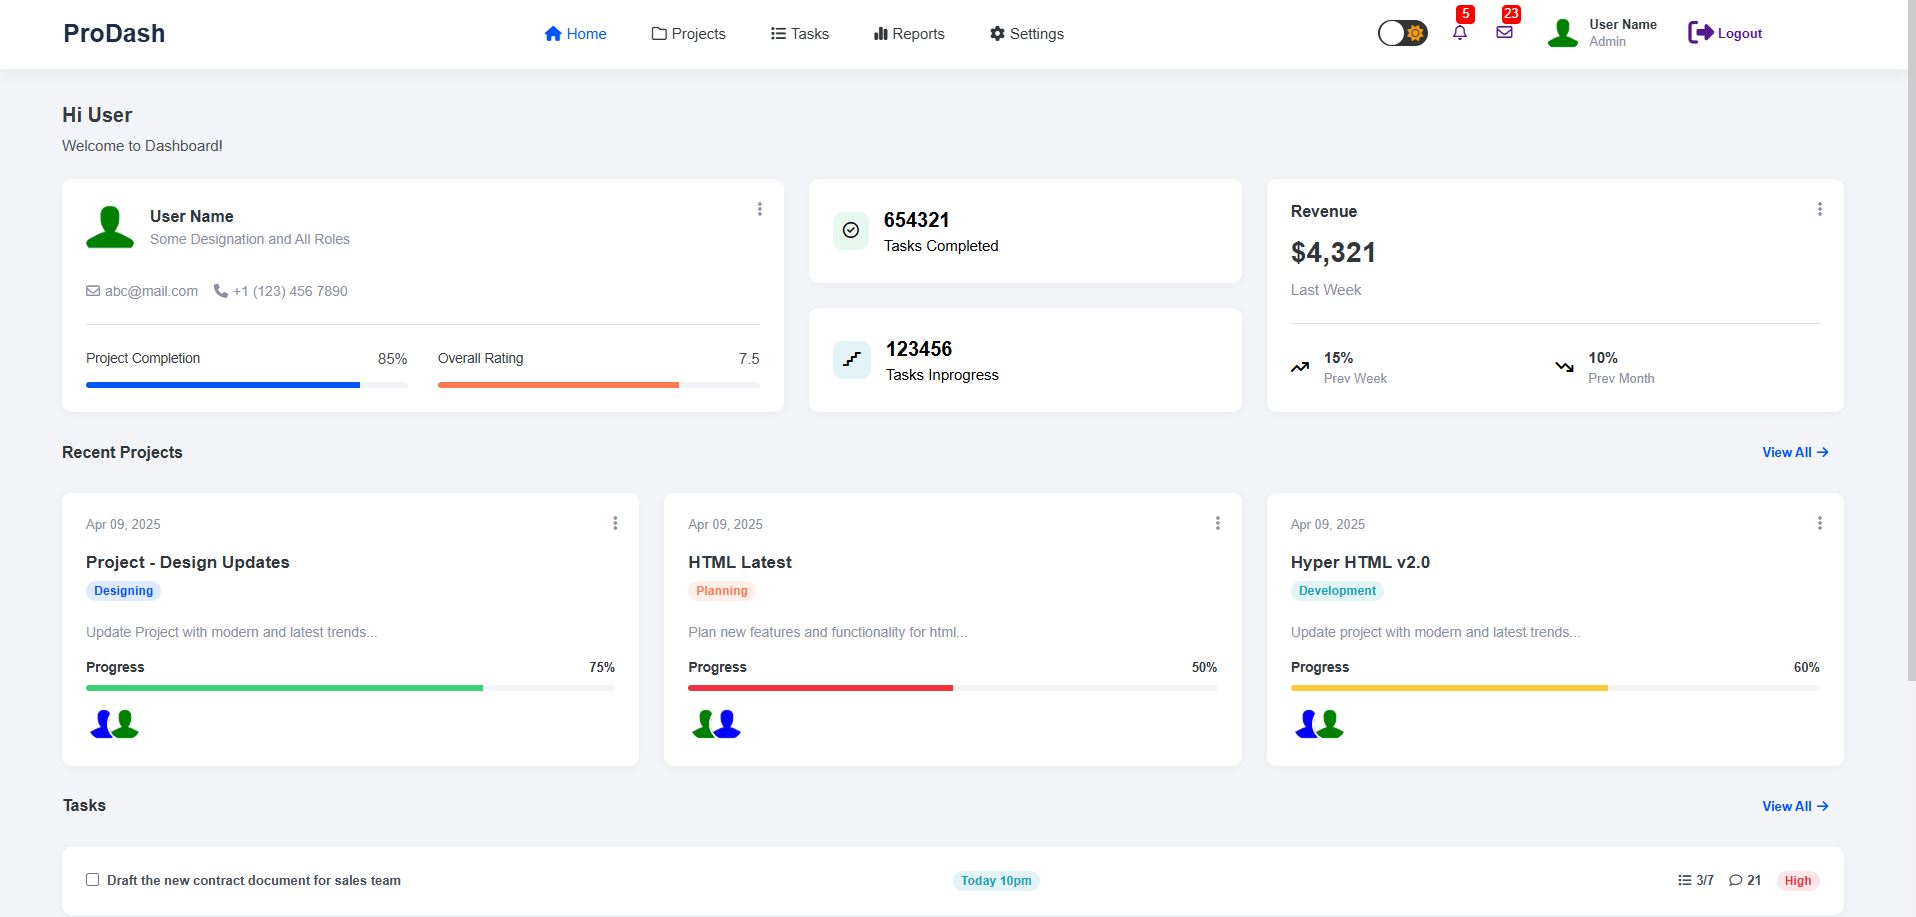 ProDash
Home
Projects
Tasks
Reports
Settings
5
23
User Name
Admin
Logout
Hi User
Welcome to Dashboard!
User Name
Some Designation and All Roles
abc@mail.com
+1 (123) 456 7890
Project Completion
85%
Overall Rating
7.5
654321
Tasks Completed
123456
Tasks Inprogress
Revenue
$4,321
Last Week
15%
Prev Week
10%
Prev Month
Recent Projects
View All
Apr 09, 2025
Project - Design Updates
Designing
Update Project with modern and latest trends...
Progress
75%
Apr 09, 2025
HTML Latest
Planning
Plan new features and functionality for html...
Progress
50%
Apr 09, 2025
Hyper HTML v2.0
Development
Update project with modern and latest trends...
Progress
60%
Tasks
View All
Draft the new contract document for sales team
Today 10pm
3/7
21
High